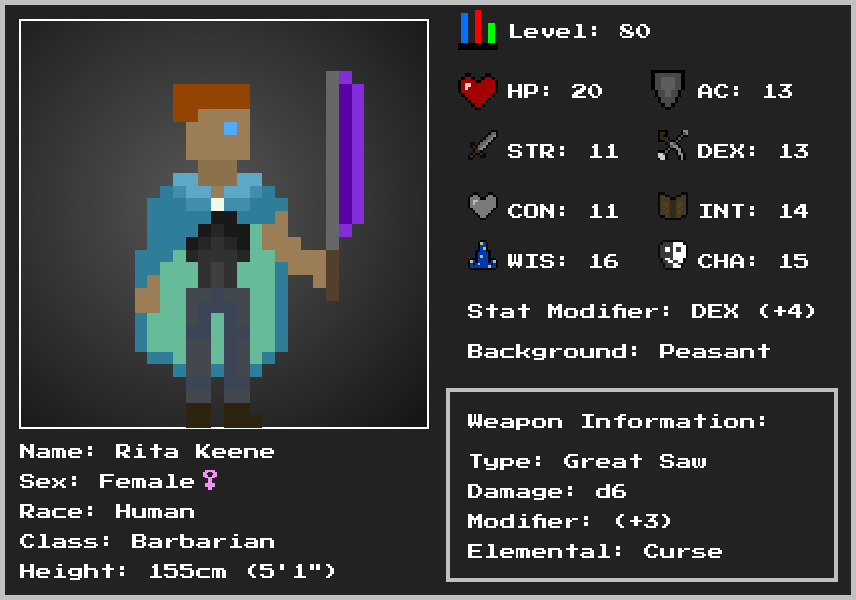 Level: 80
HP: 20
AC: 13
STR: 11
DEX: 13
CON: 11
INT: 14
WIS: 16
CHA: 15
Stat Modifier: DEX (+4)
Background: Peasant
Weapon Information:
Type: Great Saw
Damage: d6
Modifier: (+3)
Elemental: Curse
Name: Rita Keene
Sex: Female♀
Race: Human
Class: Barbarian
Height: 155cm (5'1")